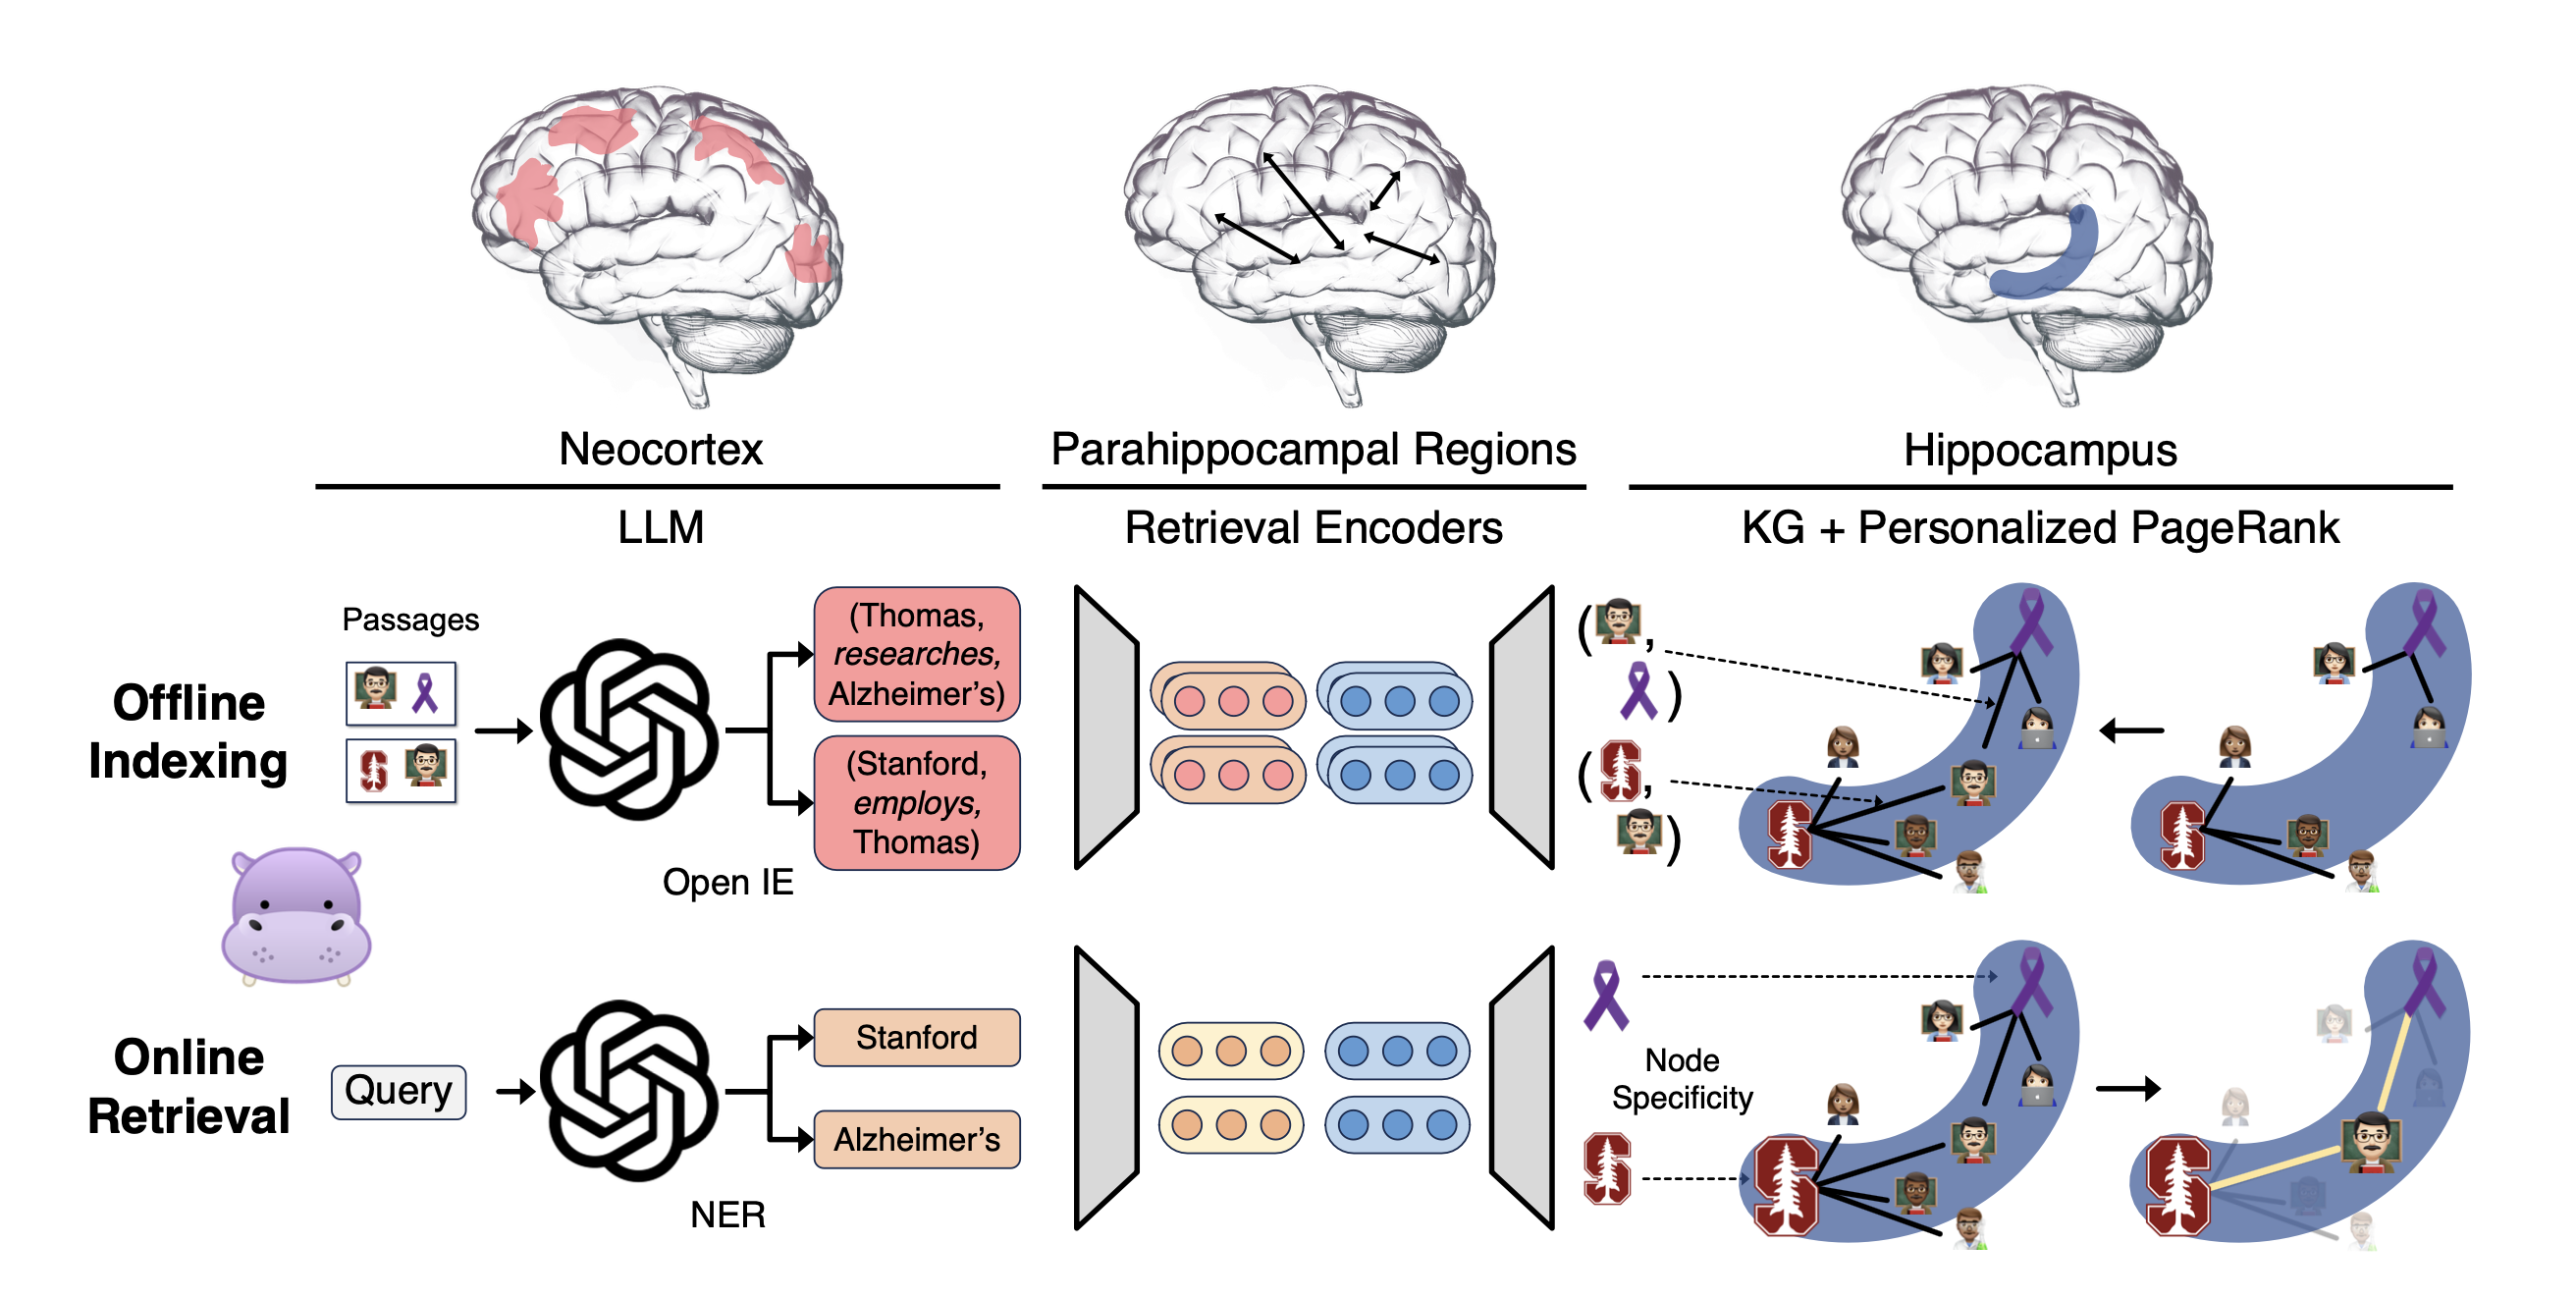 Neocortex
Parahippocampal Regions
Hippocampus
LLM
Retrieval Encoders
KG + Personalized PageRank
Offline
Indexing
Passages
(Thomas,
researches,
Alzheimer’s)
(Stanford,
employs,
Thomas)
Open IE
( ,
)
( ,
)
Online
Retrieval
Query
Stanford
Alzheimer’s
NER
Node
Specificity